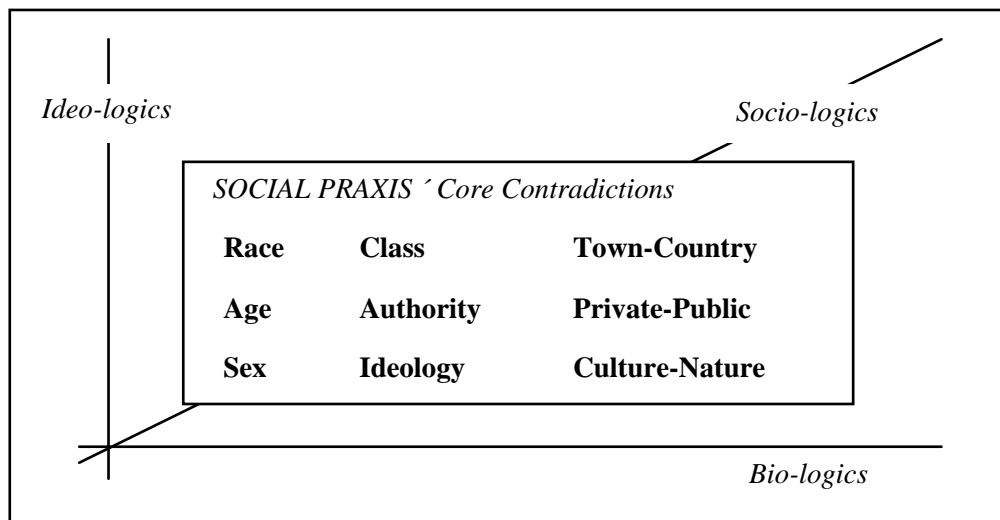 Ideo-logics
Socio-logics
SOCIAL PRAXIS ´ Core Contradictions
Race Class Town-Country
Age Authority Private-Public
Sex Ideology Culture-Nature
Bio-logics